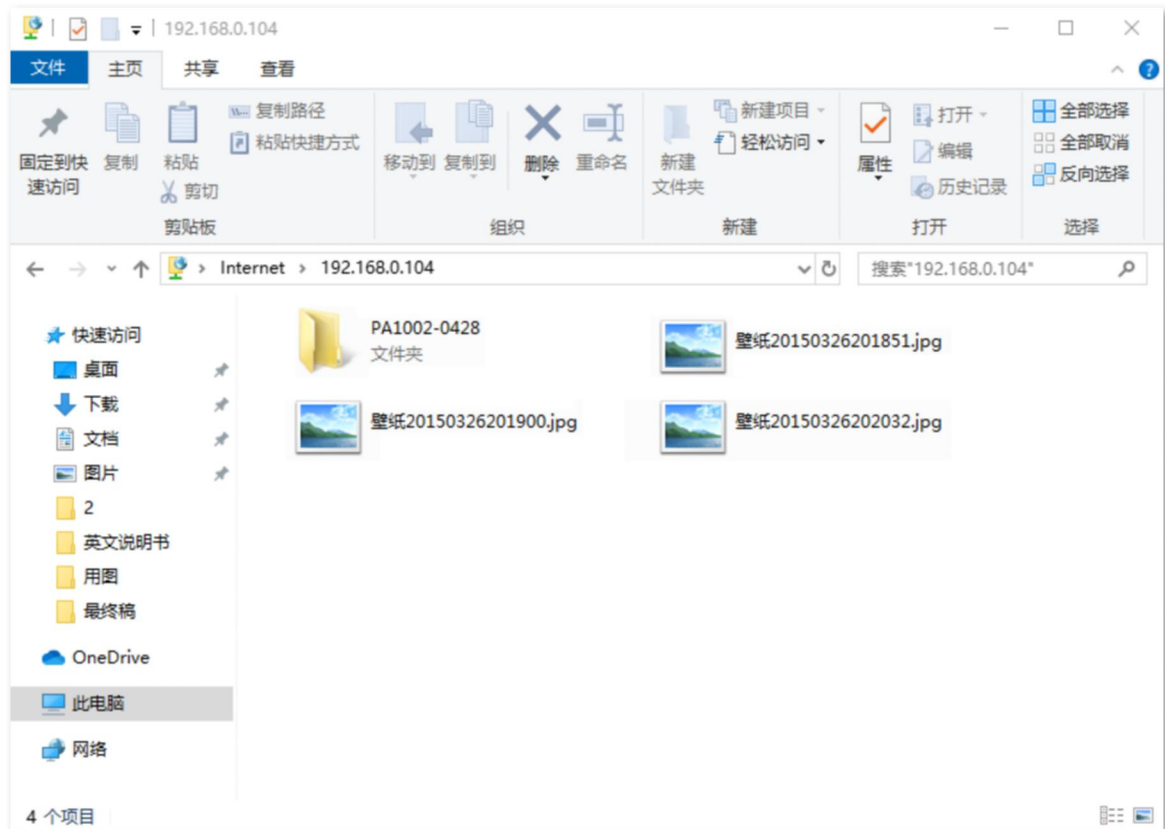 192.168.0.104
文件 主页 共享 查看
固定到快速访问
复制
粘贴
复制路径
粘贴快捷方式
剪切
剪贴板
移动到
复制到
删除
重命名
组织
新建
文件夹
新建项目
轻松访问
新建
属性
打开
编辑
历史记录
打开
全部选择
全部取消
反向选择
选择
Internet › 192.168.0.104
搜索"192.168.0.104"
快速访问
桌面
下载
文档
图片
2
英文说明书
用图
最终稿
OneDrive
此电脑
网络
PA1002-0428
文件夹
壁纸20150326201851.jpg
壁纸20150326201900.jpg
壁纸20150326202032.jpg
4 个项目